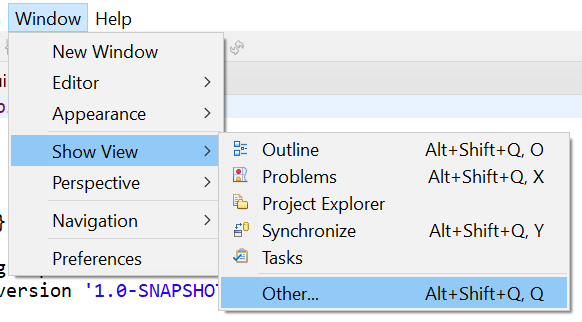 Window Help
New Window
Editor
Appearance
Show View
Outline Alt+Shift+Q, O
Problems Alt+Shift+Q, X
Perspective
Project Explorer
Navigation
Synchronize Alt+Shift+Q, Y
Tasks
}
Preferences
version '1.0-SNAPSHOT
Other... Alt+Shift+Q, Q